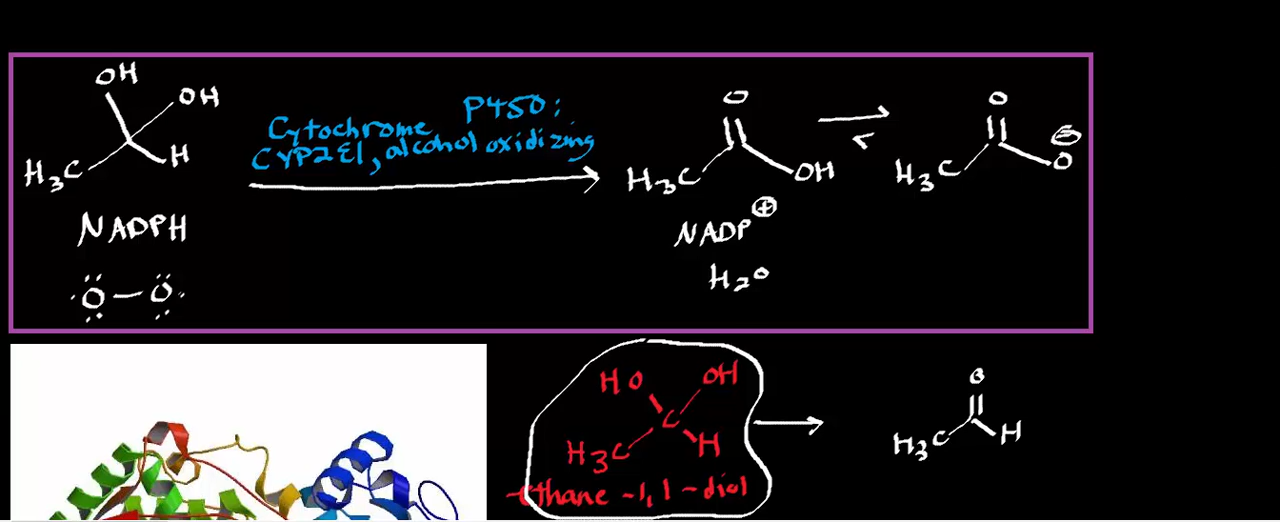 OH
OH
H₃C
H
Cytochrome P450:
CYP2E1, alcohol oxidizing
NADPH
O – O
O
H₃C
OH
NADP⊕
H₂O
O
H₃C
O⊖
HO
OH
C
H₃C
H
ethane -1,1-diol
O
H₃C
H